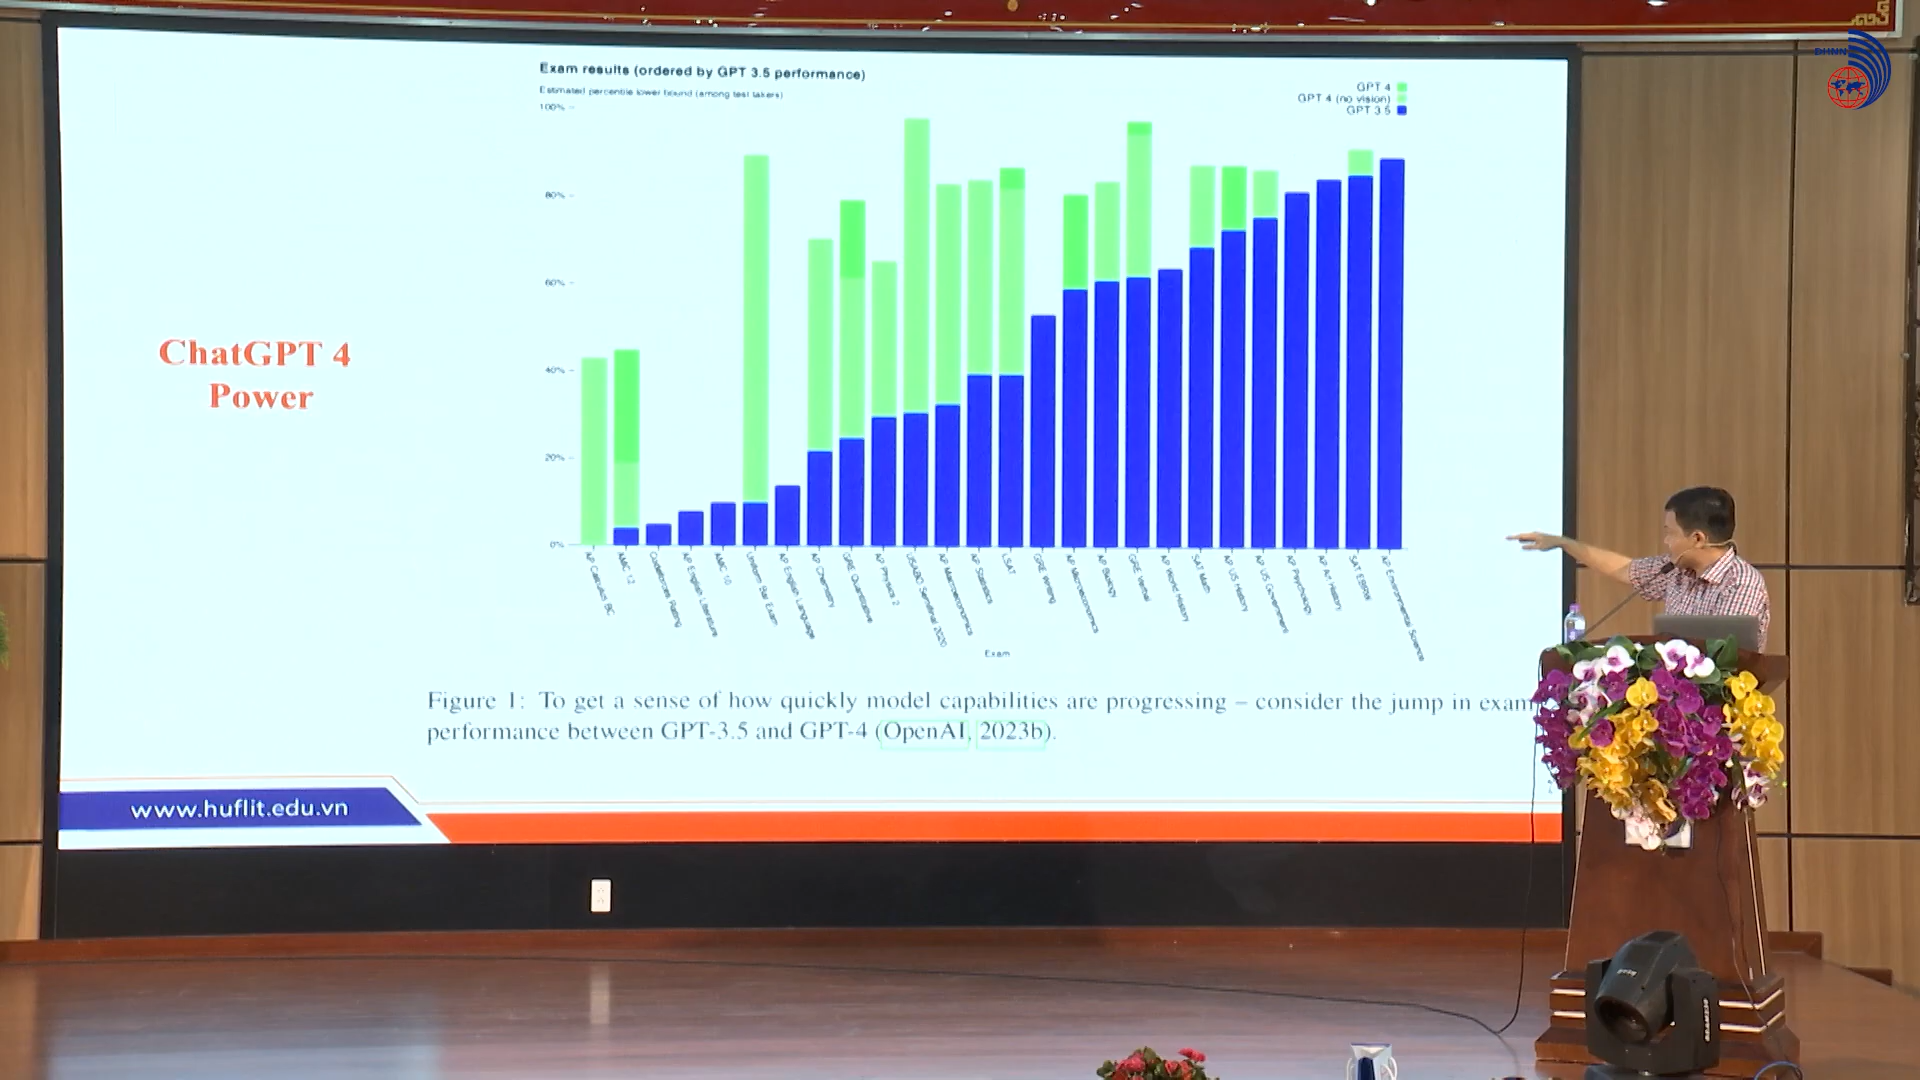 DHNN
Exam results (ordered by GPT 3.5 performance)
Estimated percentile lower bound (among test takers)
GPT 4
GPT 4 (no vision)
GPT 3.5
100%
80%
60%
40%
20%
0%
AP Calculus BC
AMC 12
Codeforces Rating
AP English Literature
AMC 10
Uniform Bar Exam
AP English Language
AP Chemistry
GRE Quantitative
AP Physics 2
USABO Semifinal 2020
AP Macroeconomics
AP Statistics
LSAT
GRE Writing
AP Microeconomics
AP Biology
GRE Verbal
AP World History
SAT Math
AP US History
AP US Government
AP Psychology
AP Art History
SAT EBRW
AP Environmental Science
Exam
ChatGPT 4
Power
Figure 1: To get a sense of how quickly model capabilities are progressing – consider the jump in exam
performance between GPT-3.5 and GPT-4 (OpenAI, 2023b).
www.huflit.edu.vn